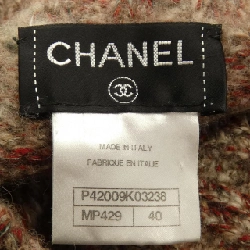 CHANEL
MADE IN ITALY
FABRIQUE EN ITALIE
P42009K03238
MP429 40